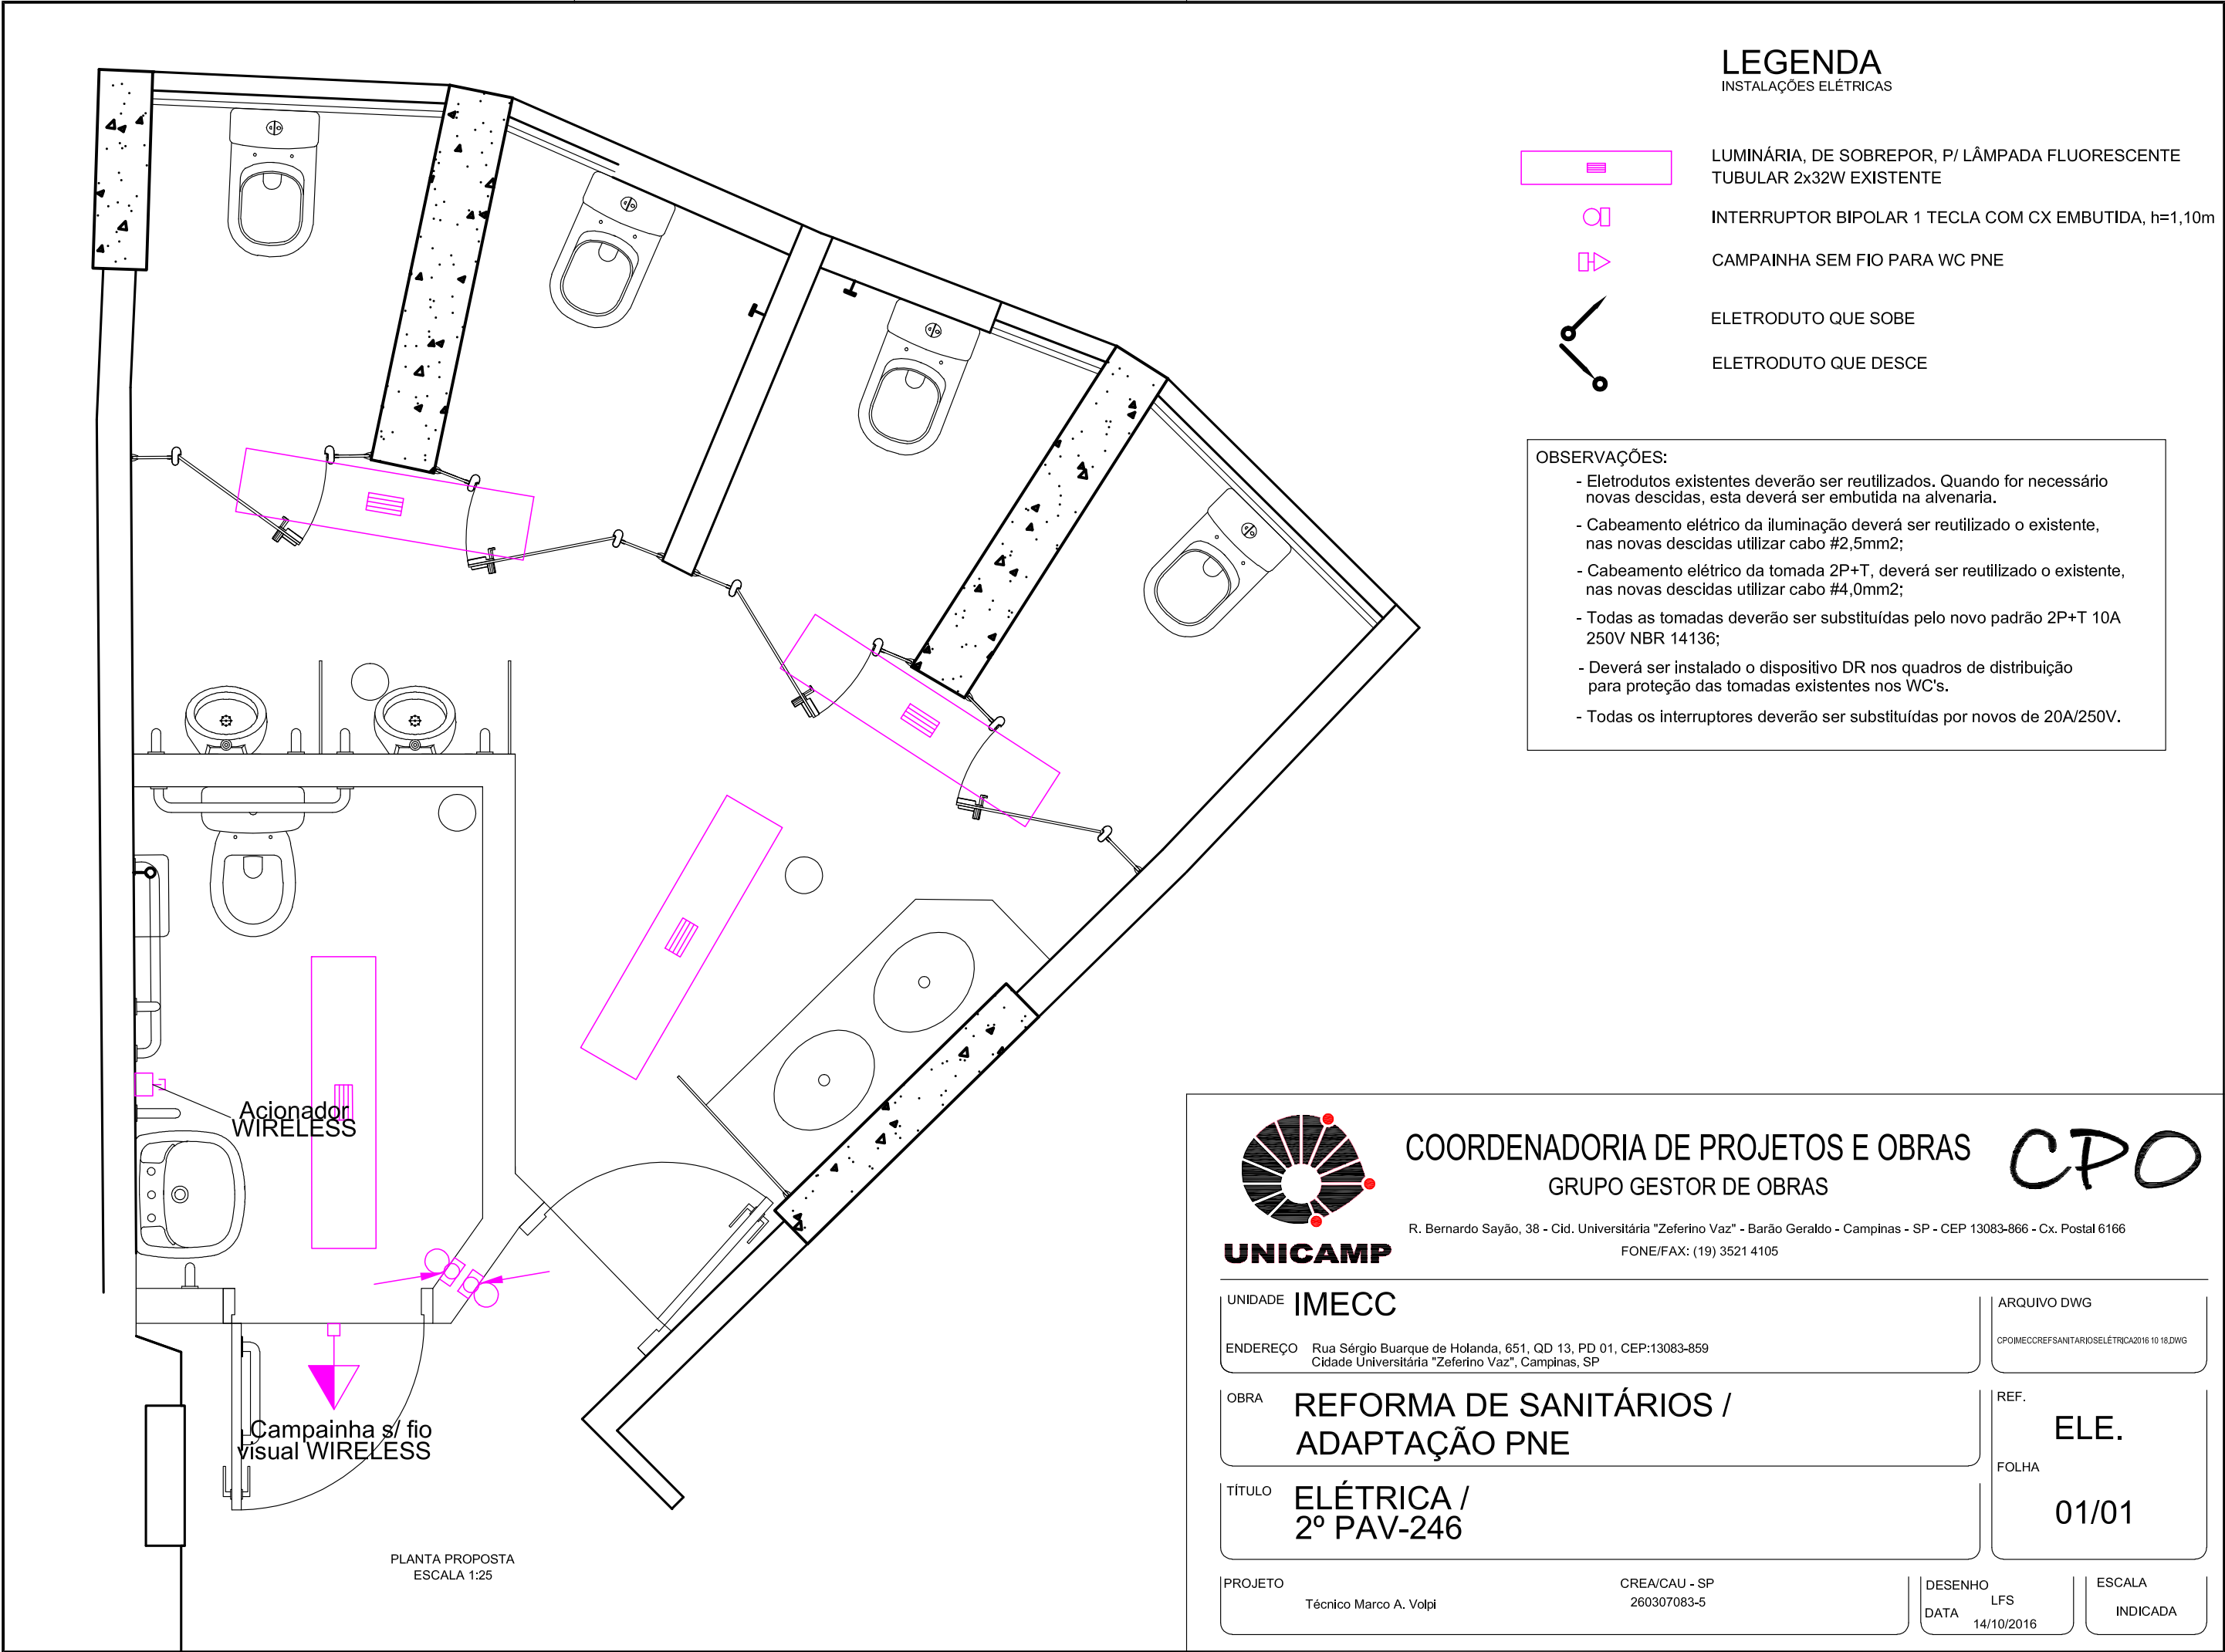 LEGENDA
INSTALAÇÕES ELÉTRICAS
LUMINÁRIA, DE SOBREPOR, P/ LÂMPADA FLUORESCENTE
TUBULAR 2x32W EXISTENTE
INTERRUPTOR BIPOLAR 1 TECLA COM CX EMBUTIDA, h=1,10m
CAMPAINHA SEM FIO PARA WC PNE
ELETRODUTO QUE SOBE
ELETRODUTO QUE DESCE
OBSERVAÇÕES:
- Eletrodutos existentes deverão ser reutilizados. Quando for necessário
novas descidas, esta deverá ser embutida na alvenaria.
- Cabeamento elétrico da iluminação deverá ser reutilizado o existente,
nas novas descidas utilizar cabo #2,5mm2;
- Cabeamento elétrico da tomada 2P+T, deverá ser reutilizado o existente,
nas novas descidas utilizar cabo #4,0mm2;
- Todas as tomadas deverão ser substituídas pelo novo padrão 2P+T 10A
250V NBR 14136;
- Deverá ser instalado o dispositivo DR nos quadros de distribuição
para proteção das tomadas existentes nos WC's.
- Todas os interruptores deverão ser substituídas por novos de 20A/250V.
Acionador
WIRELESS
Campainha s/ fio
visual WIRELESS
PLANTA PROPOSTA
ESCALA 1:25
UNICAMP
COORDENADORIA DE PROJETOS E OBRAS
GRUPO GESTOR DE OBRAS
CPO
R. Bernardo Sayão, 38 - Cid. Universitária "Zeferino Vaz" - Barão Geraldo - Campinas - SP - CEP 13083-866 - Cx. Postal 6166
FONE/FAX: (19) 3521 4105
UNIDADE IMECC
ENDEREÇO Rua Sérgio Buarque de Holanda, 651, QD 13, PD 01, CEP:13083-859
Cidade Universitária "Zeferino Vaz", Campinas, SP
ARQUIVO DWG
CPOIMECCREFSANITARIOSELÉTRICA2016 10 18.DWG
OBRA REFORMA DE SANITÁRIOS /
ADAPTAÇÃO PNE
REF.
ELE.
FOLHA
01/01
TÍTULO ELÉTRICA /
2º PAV-246
PROJETO
Técnico Marco A. Volpi
CREA/CAU - SP
260307083-5
DESENHO
LFS
DATA 14/10/2016
ESCALA
INDICADA